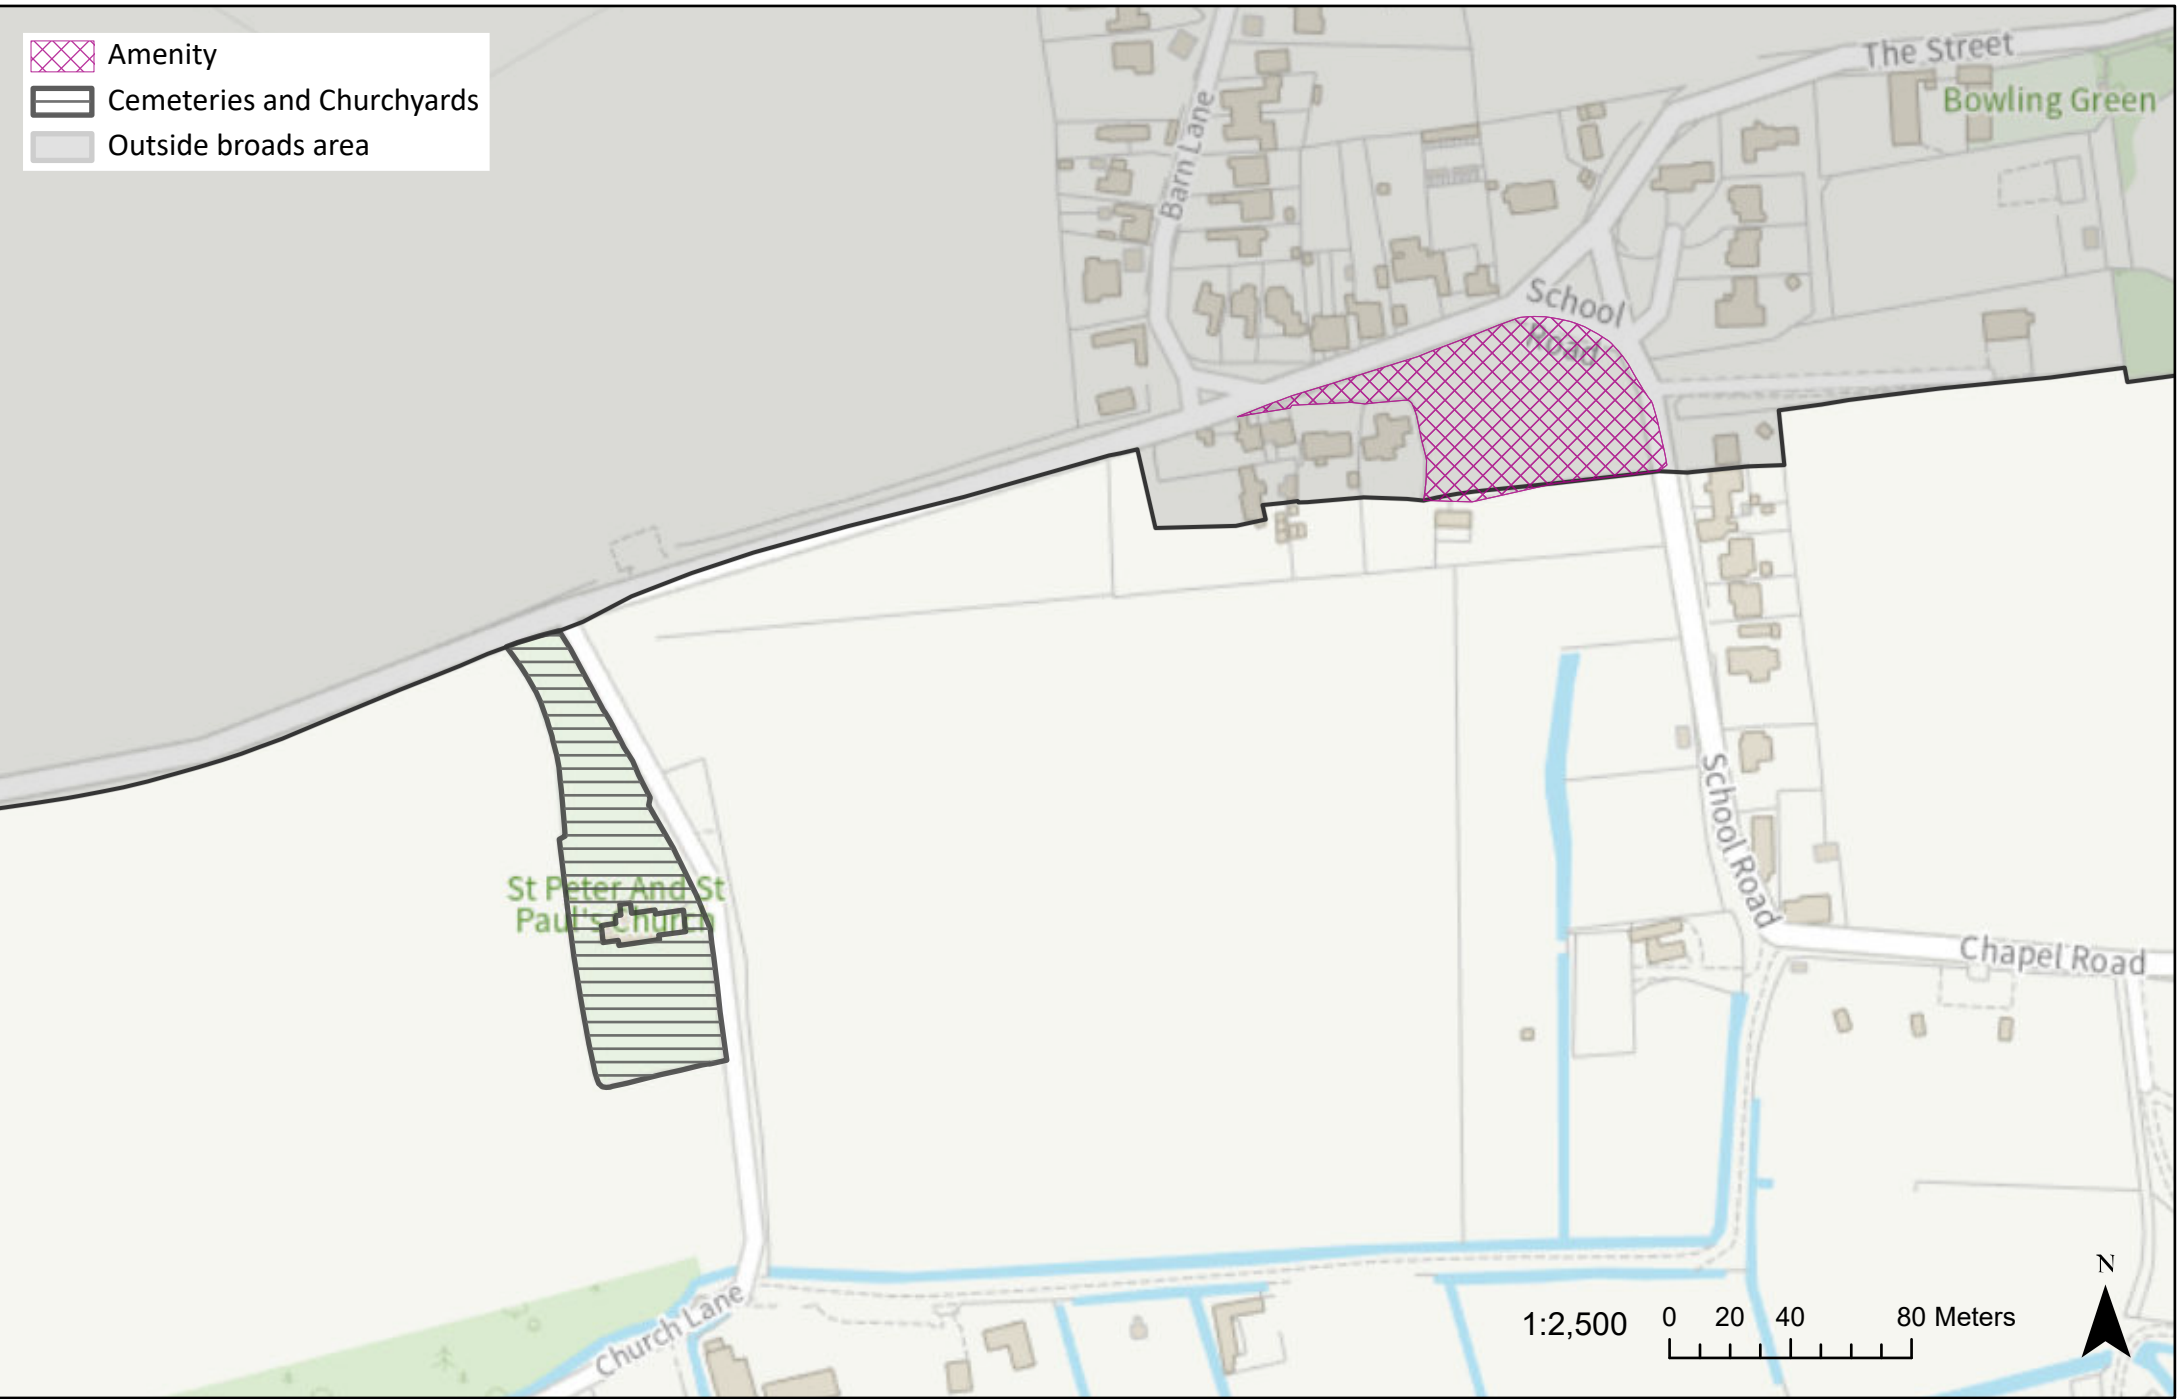 Amenity
Cemeteries and Churchyards
Outside broads area
The Street
Bowling Green
Barn Lane
School
Road
St Peter And St
Paul's Church
School Road
Chapel Road
Church Lane
N
1:2,500
0 20 40 80 Meters